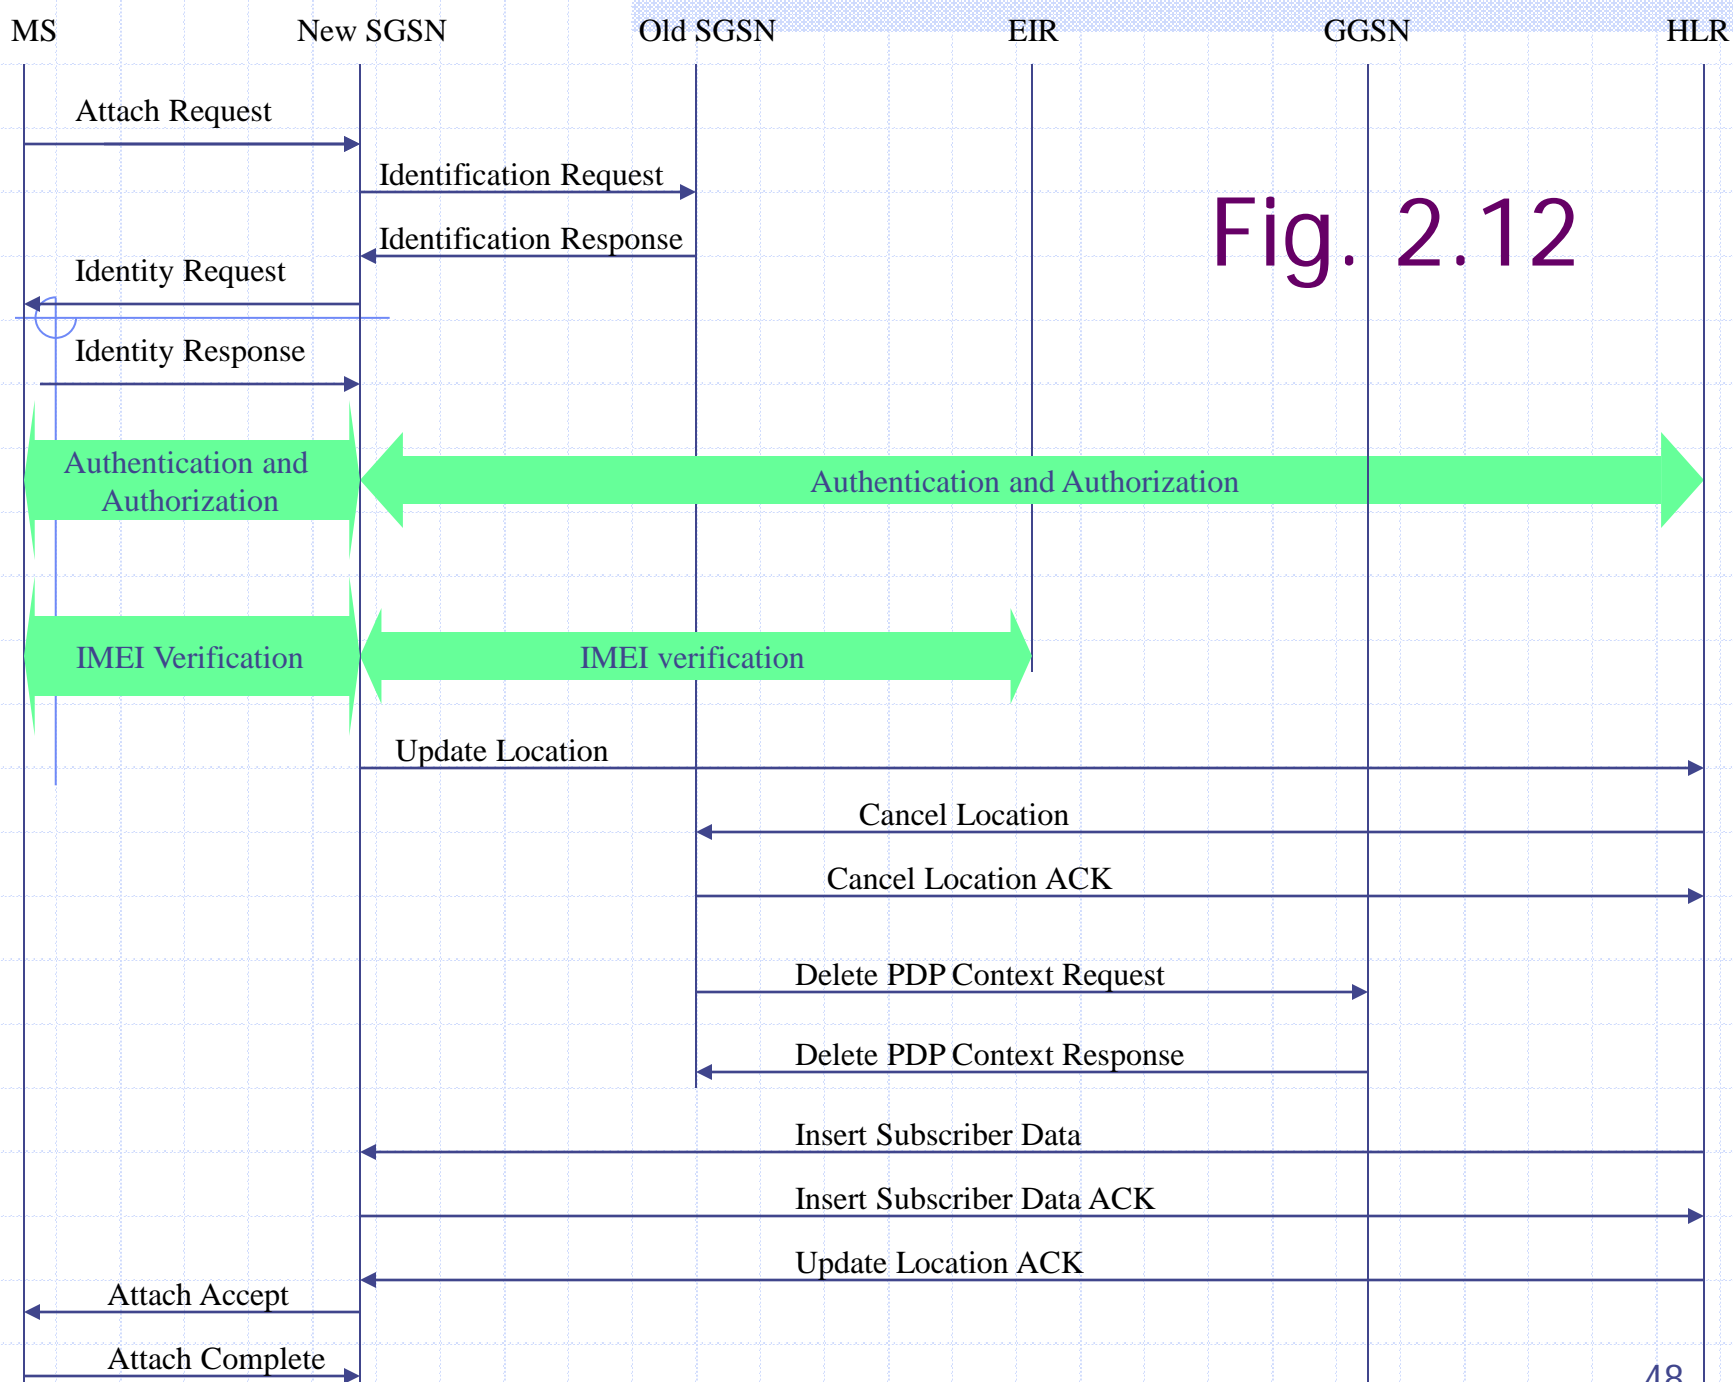 MS New SGSN Old SGSN EIR GGSN HLR
Attach Request
Identification Request
Fig. 2.12
Identification Response
Identity Request
Identity Response
Authentication and
Authorization
Authentication and Authorization
IMEI Verification
IMEI verification
Update Location
Cancel Location
Cancel Location ACK
Delete PDP Context Request
Delete PDP Context Response
Insert Subscriber Data
Insert Subscriber Data ACK
Update Location ACK
Attach Accept
Attach Complete
48